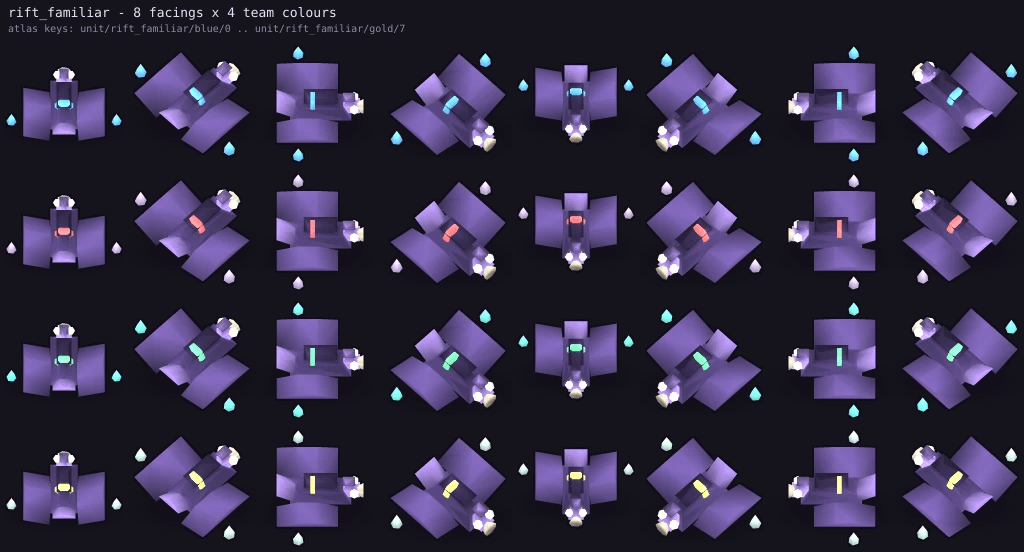 rift_familiar - 8 facings x 4 team colours
atlas keys: unit/rift_familiar/blue/0 .. unit/rift_familiar/gold/7